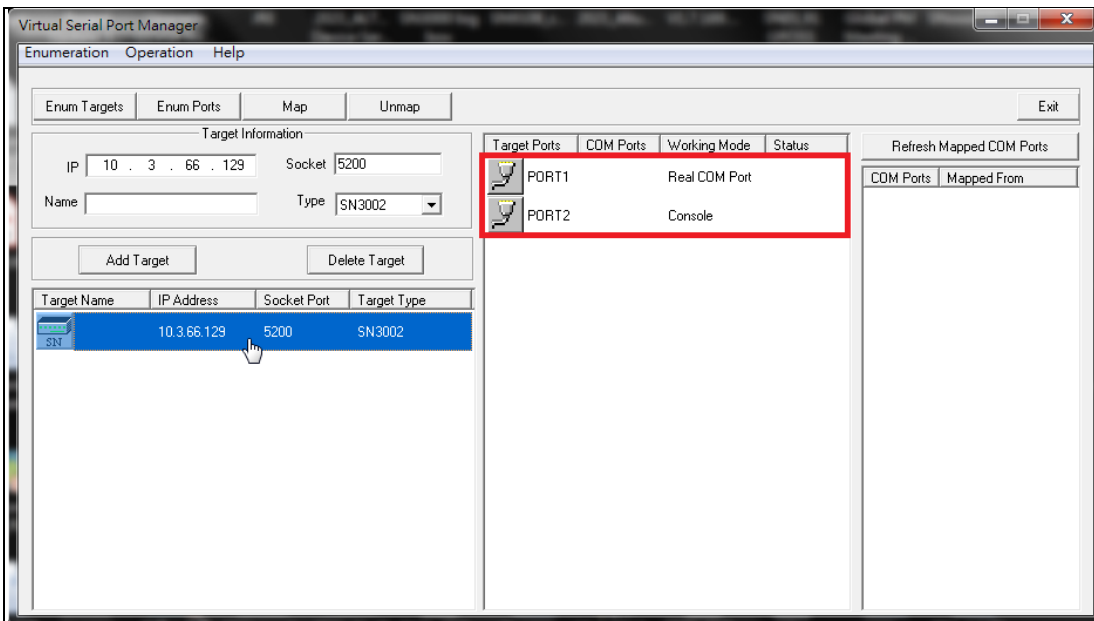 Virtual Serial Port Manager
Enumeration Operation Help
Enum Targets Enum Ports Map Unmap Exit
Target Information
IP 10 . 3 . 66 . 129 Socket 5200
Name Type SN3002
Add Target Delete Target
Target Name IP Address Socket Port Target Type
SN 10.3.66.129 5200 SN3002
Target Ports COM Ports Working Mode Status
PORT1 Real COM Port
PORT2 Console
Refresh Mapped COM Ports
COM Ports Mapped From